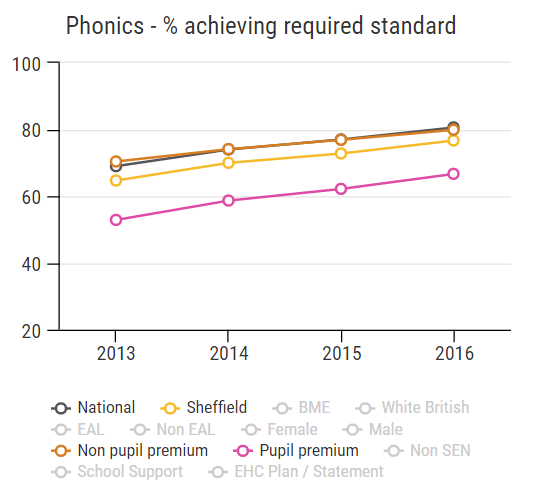 Phonics - % achieving required standard
100
80
60
40
20
2013 2014 2015 2016
National Sheffield BME White British
EAL Non EAL Female Male
Non pupil premium Pupil premium Non SEN
School Support EHC Plan / Statement